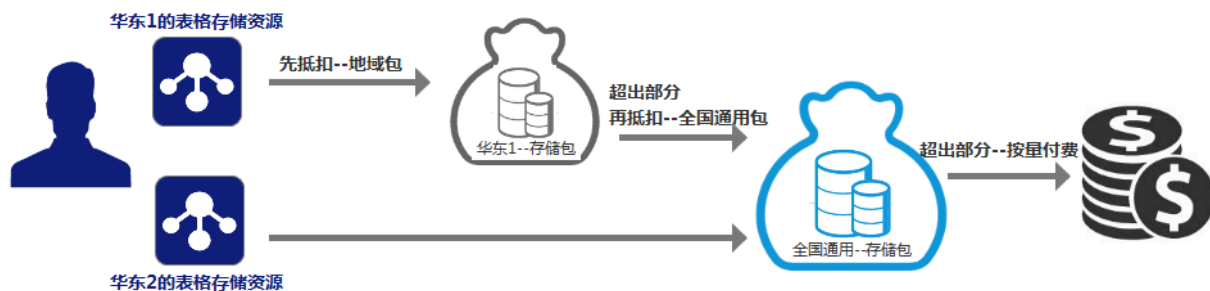 华东1的表格存储资源
先抵扣--地域包
华东1--存储包
超出部分
再抵扣--全国通用包
全国通用--存储包
超出部分--按量付费
华东2的表格存储资源